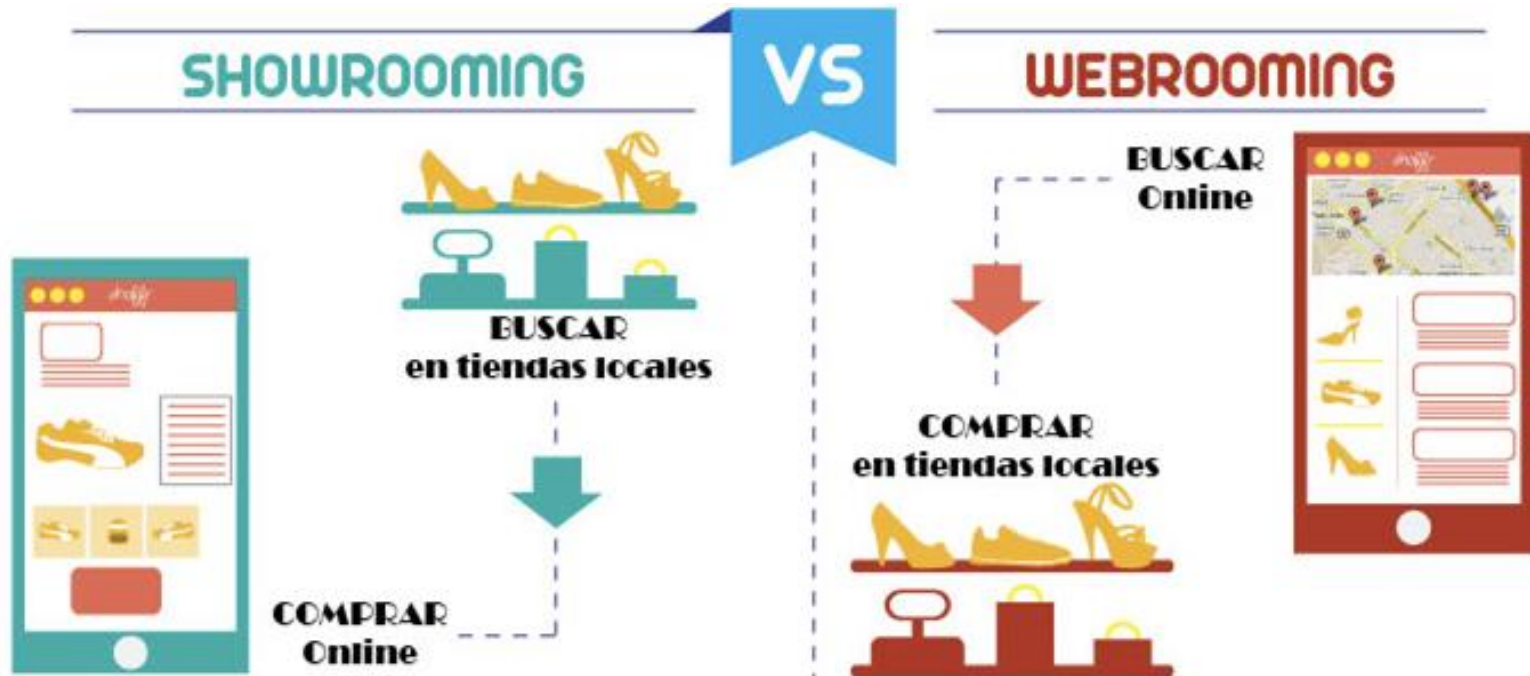 SHOWROOMING
VS
WEBROOMING
BUSCAR
en tiendas locales
COMPRAR
Online
BUSCAR
Online
COMPRAR
en tiendas locales